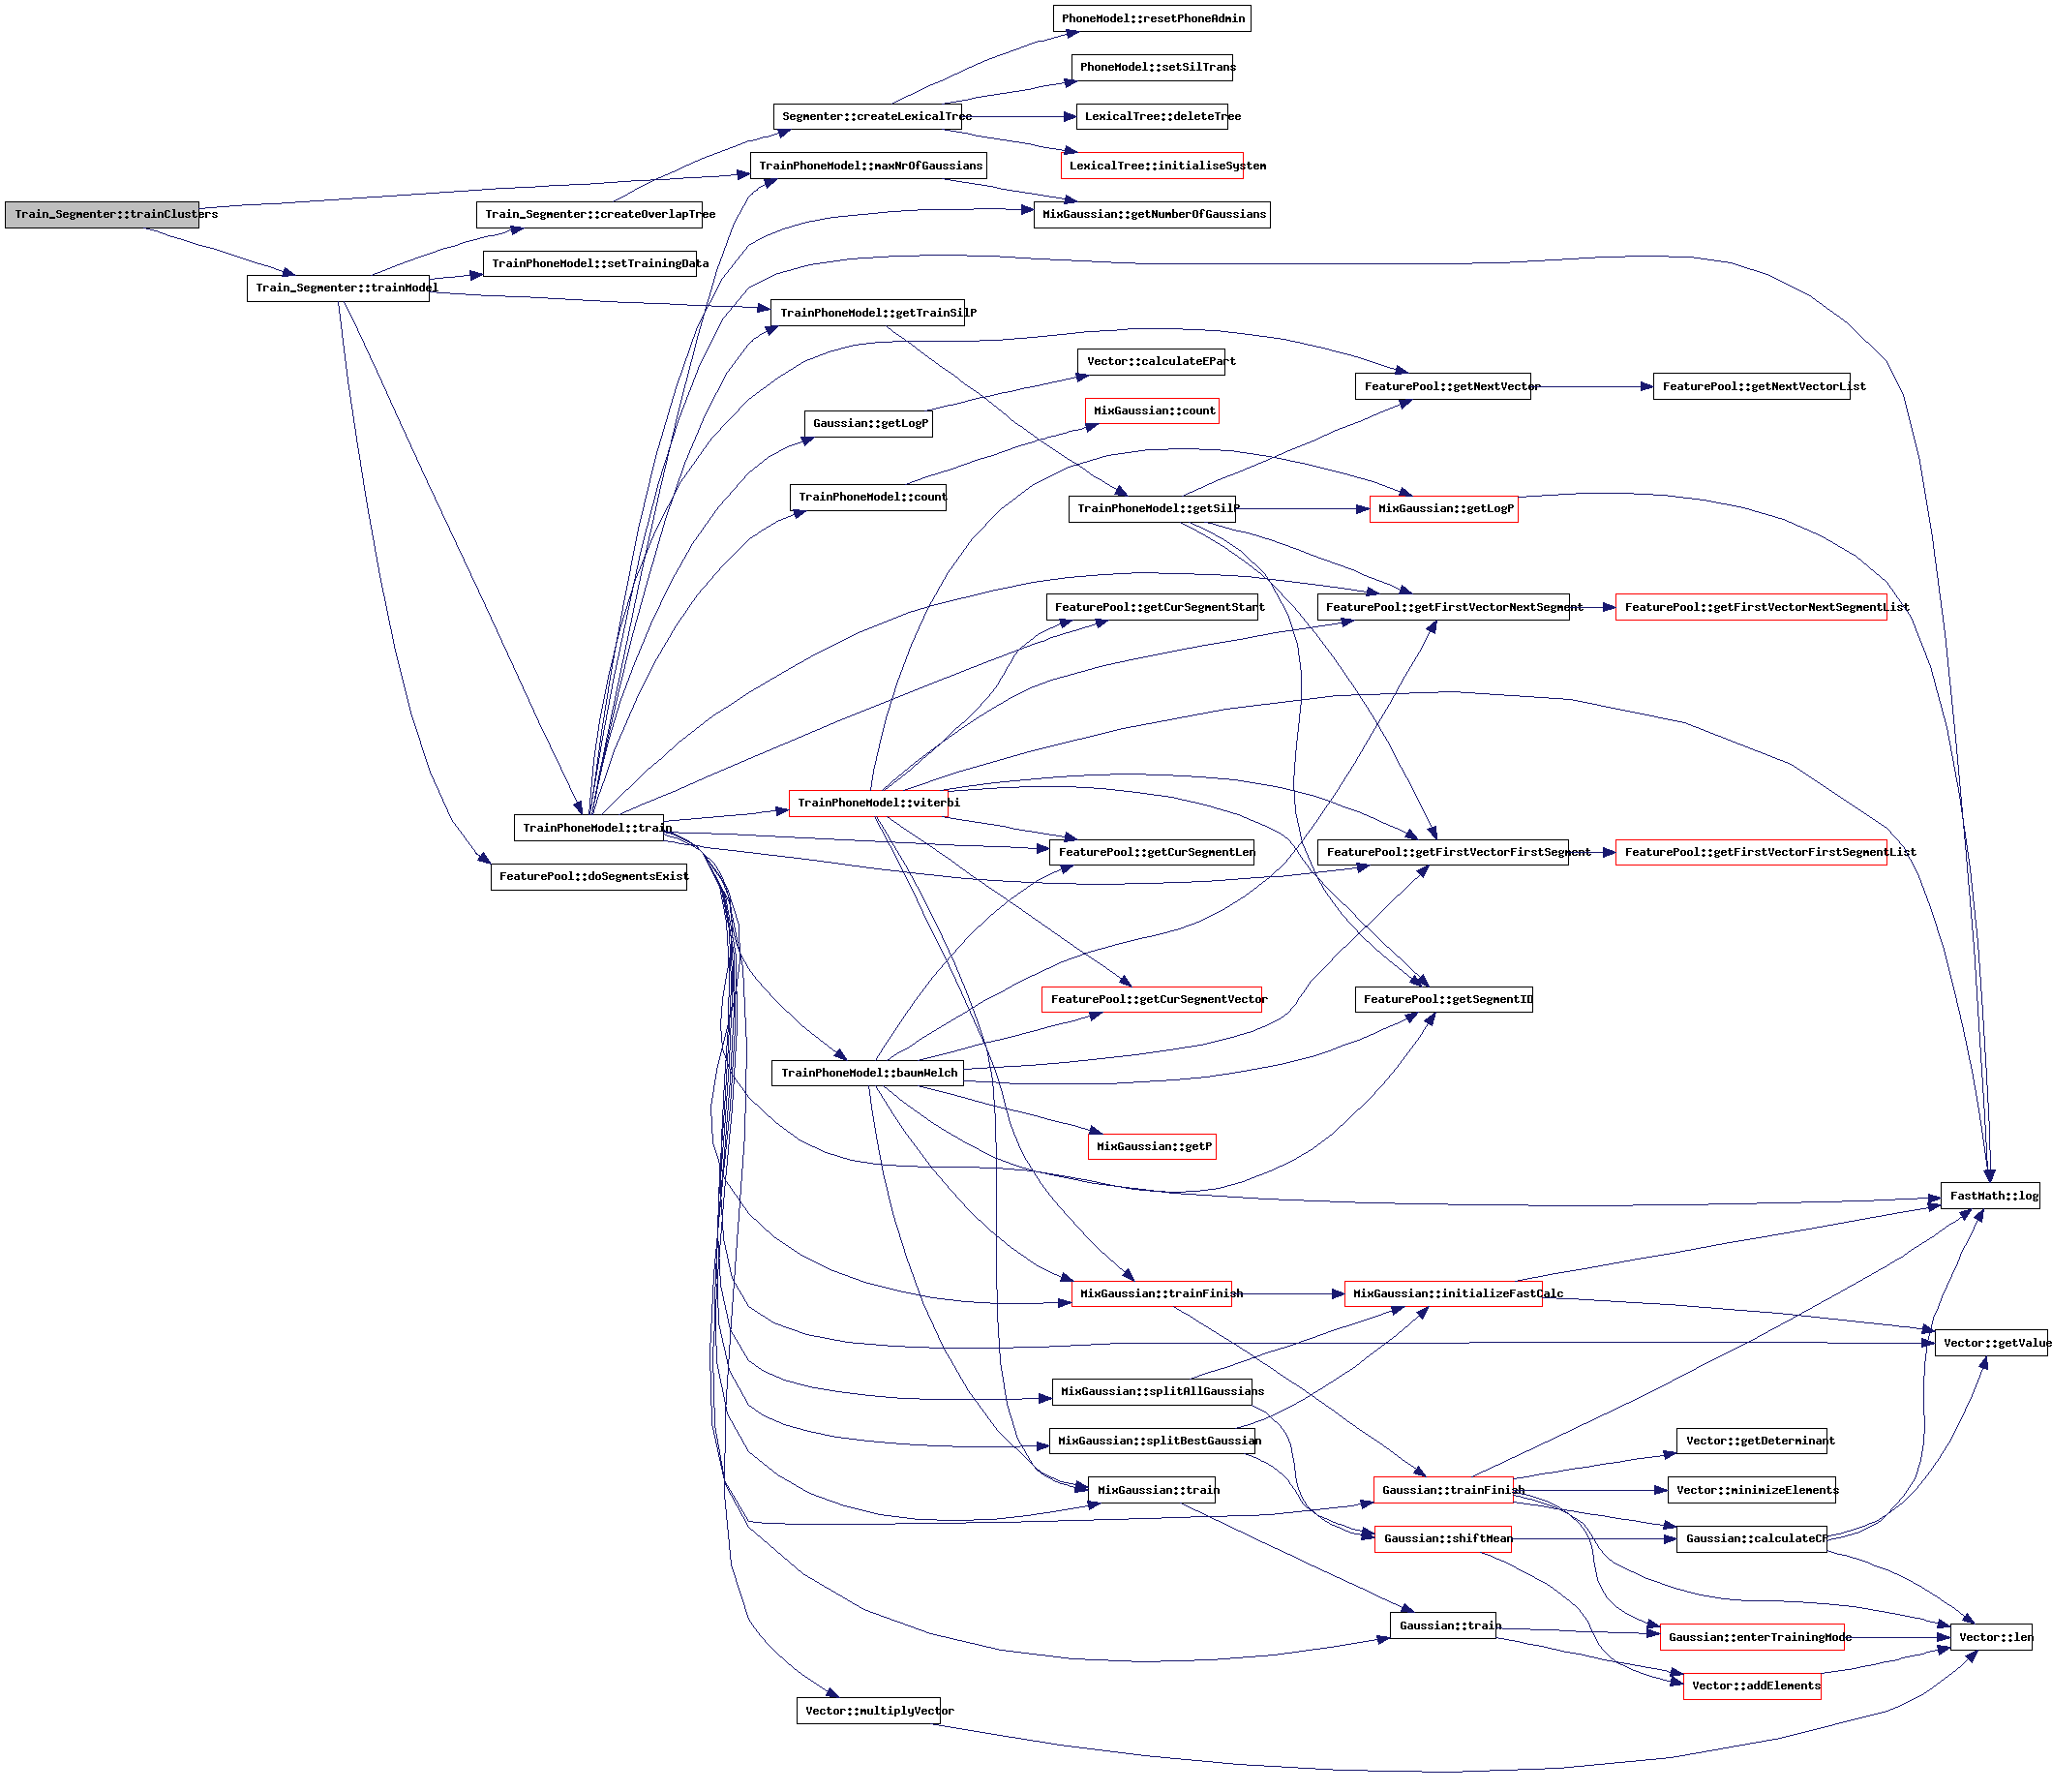 PhoneModel::resetPhoneAdmin
PhoneModel::setSilTrans
Segmenter::createLexicalTree
LexicalTree::deleteTree
TrainPhoneModel::maxNrOfGaussians
LexicalTree::initialiseSystem
Train_Segmenter::trainClusters
Train_Segmenter::createOverlapTree
MixGaussian::getNumberOfGaussians
TrainPhoneModel::setTrainingData
Train_Segmenter::trainModel
TrainPhoneModel::getTrainSilP
Vector::calculateEPart
FeaturePool::getNextVector
FeaturePool::getNextVectorList
MixGaussian::count
Gaussian::getLogP
TrainPhoneModel::count
TrainPhoneModel::getSilP
MixGaussian::getLogP
FeaturePool::getCurSegmentStart
FeaturePool::getFirstVectorNextSegment
FeaturePool::getFirstVectorNextSegmentList
TrainPhoneModel::viterbi
TrainPhoneModel::train
FeaturePool::getCurSegmentLen
FeaturePool::getFirstVectorFirstSegment
FeaturePool::getFirstVectorFirstSegmentList
FeaturePool::doSegmentsExist
FeaturePool::getCurSegmentVector
FeaturePool::getSegmentID
TrainPhoneModel::baumWelch
MixGaussian::getP
FastMath::log
MixGaussian::trainFinish
MixGaussian::initializeFastCalc
Vector::getValue
MixGaussian::splitAllGaussians
MixGaussian::splitBestGaussian
Vector::getDeterminant
MixGaussian::train
Gaussian::trainFinish
Vector::minimizeElements
Gaussian::shiftMean
Gaussian::calculateCP
Gaussian::train
Gaussian::enterTrainingMode
Vector::len
Vector::addElements
Vector::multiplyVector